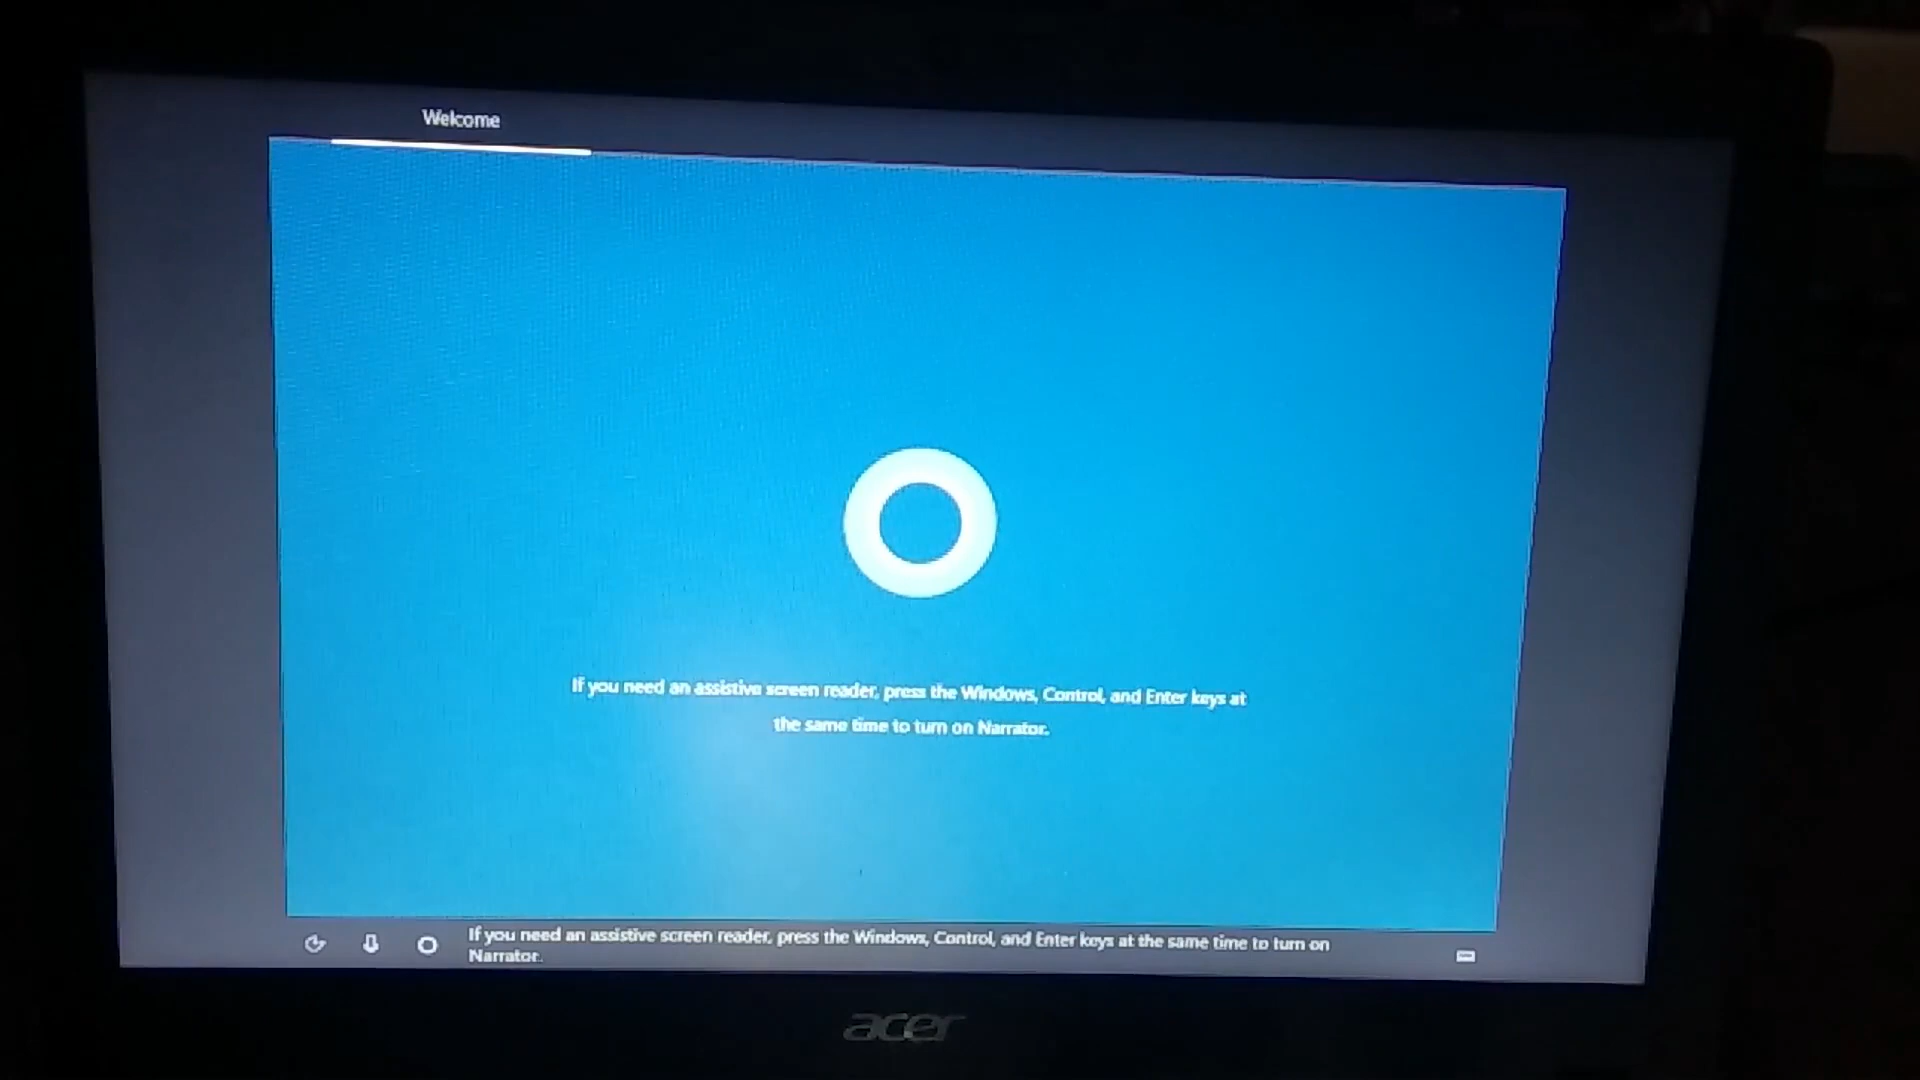 Welcome
If you need an assistive screen reader, press the Windows, Control, and Enter keys at
the same time to turn on Narrator.
If you need an assistive screen reader, press the Windows, Control, and Enter keys at the same time to turn on
Narrator.
acer